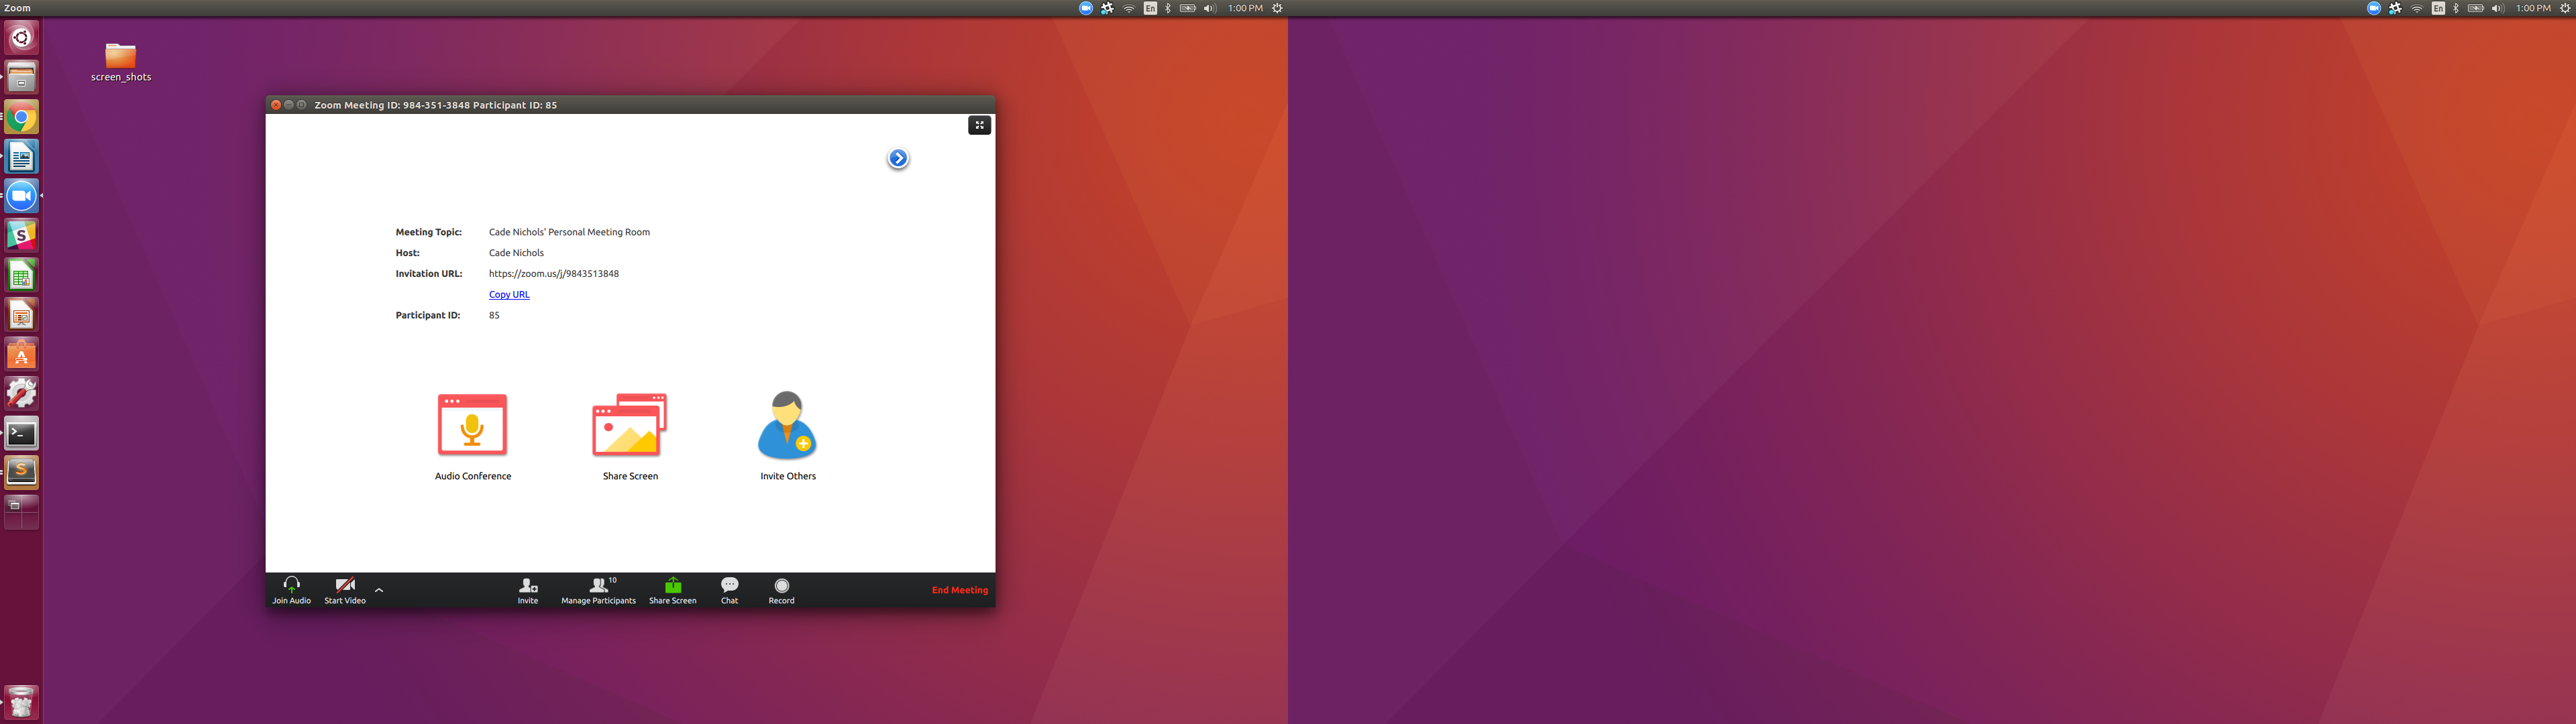 Zoom
En
1:00 PM
En
1:00 PM
screen_shots
Zoom Meeting ID: 984-351-3848 Participant ID: 85
Meeting Topic: Cade Nichols' Personal Meeting Room
Host: Cade Nichols
Invitation URL: https://zoom.us/j/9843513848
Copy URL
Participant ID: 85
Audio Conference Share Screen Invite Others
10
Join Audio Start Video Invite Manage Participants Share Screen Chat Record End Meeting